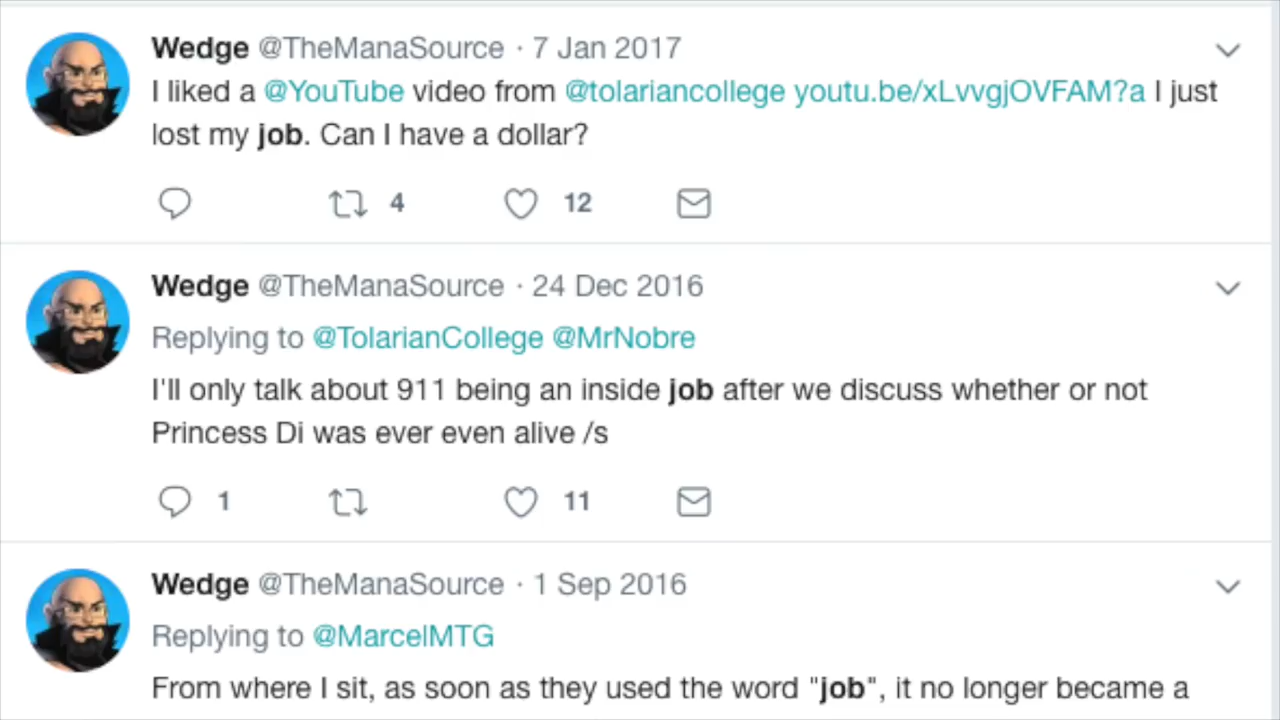 Wedge @TheManaSource · 7 Jan 2017
I liked a @YouTube video from @tolariancollege youtu.be/xLvvgjOVFAM?a I just
lost my job. Can I have a dollar?
4 12
Wedge @TheManaSource · 24 Dec 2016
Replying to @TolarianCollege @MrNobre
I'll only talk about 911 being an inside job after we discuss whether or not
Princess Di was ever even alive /s
1 11
Wedge @TheManaSource · 1 Sep 2016
Replying to @MarcelMTG
From where I sit, as soon as they used the word "job", it no longer became a